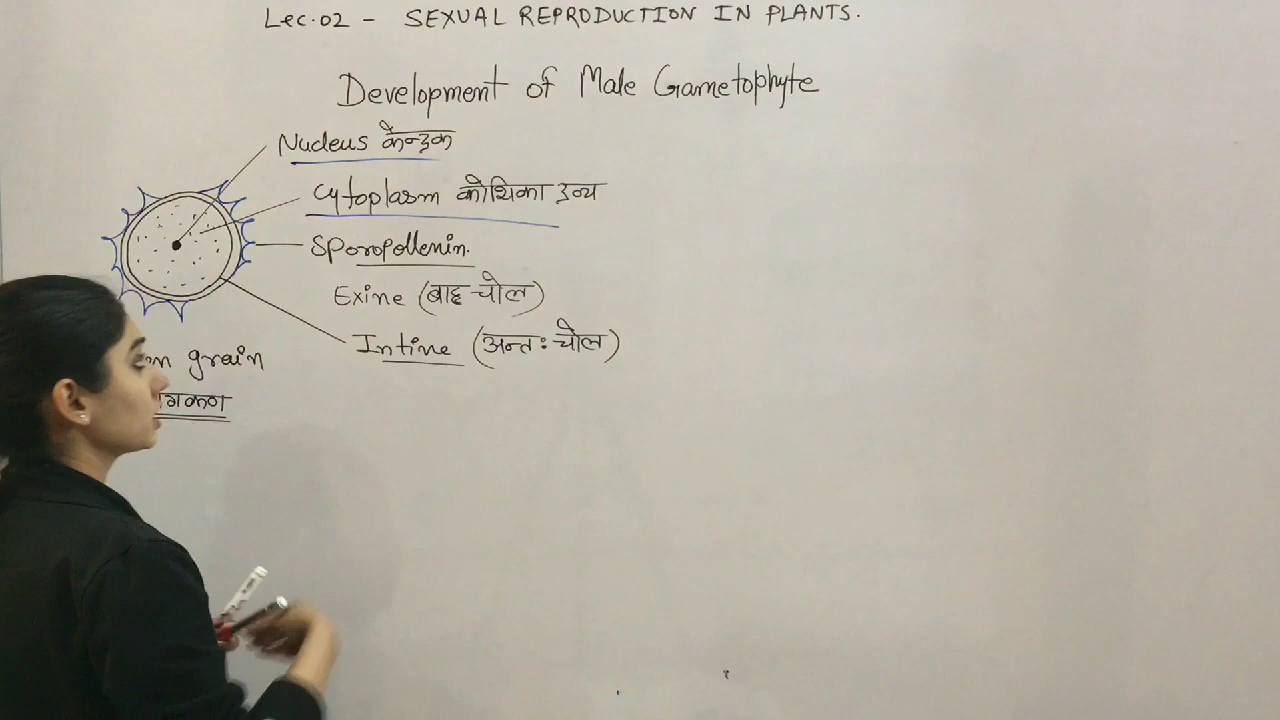 Lec.02 - SEXUAL REPRODUCTION IN PLANTS.
Development of Male Gametophyte
Nucleus केन्द्रक
Cytoplasm कोशिका द्रव्य
Sporopollenin.
Exine (बाह्य चोल)
Intine (अन्तः चोल)
grain